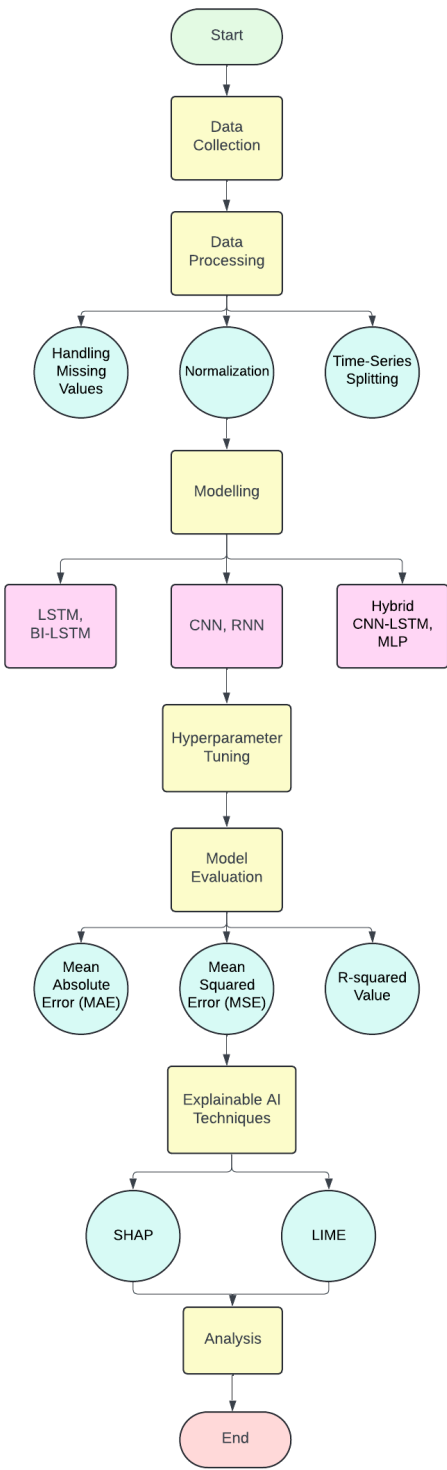 Start
Data
Collection
Data
Processing
Handling
Missing
Values
Normalization
Time-Series
Splitting
Modelling
LSTM,
BI-LSTM
CNN, RNN
Hybrid
CNN-LSTM,
MLP
Hyperparameter
Tuning
Model
Evaluation
Mean
Absolute
Error (MAE)
Mean
Squared
Error (MSE)
R-squared
Value
Explainable AI
Techniques
SHAP
LIME
Analysis
End